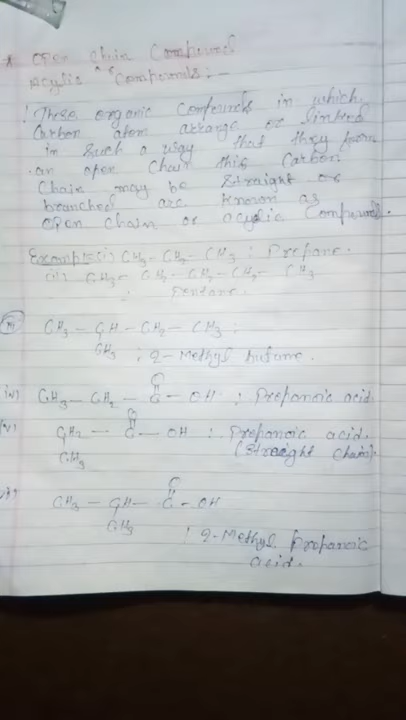 * Open Chain Compound
Acyclic Compounds:-
! These organic Compounds in which
Carbon atom arrange or linked
in Such a way that they form
an open Chain this Carbon
Chain may be Straight or
branched are known as
open Chain or acyclic Compound.
Examples:(i) CH3-CH2-CH3 : Propane.
(ii) CH3-CH2-CH2-CH2-CH3
: Pentane.
(iii) CH3-CH-CH2-CH3 :
CH3 ; 2-Methyl butane.
O
iv) CH3-CH2-C-OH : Propanoic acid.
O
(v) CH2-C-OH : Propanoic acid.
CH3 (Straight Chain).
O
vi) CH3-CH-C-OH
CH3
: 2-Methyl Propanoic
acid.